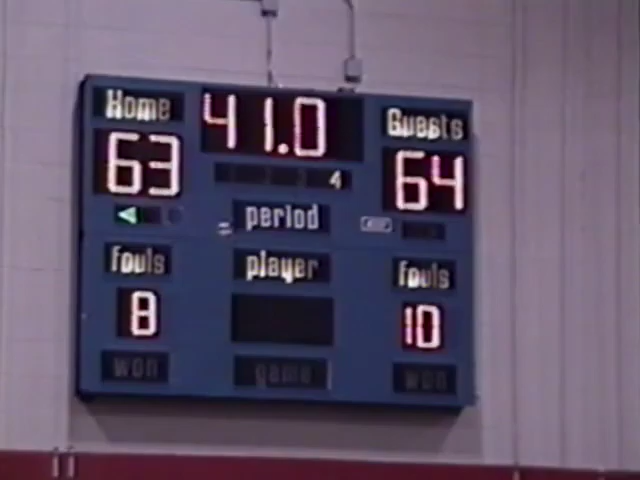 Home 41.0 Guests
63 4 64
period
fouls player fouls
8 10
won game won